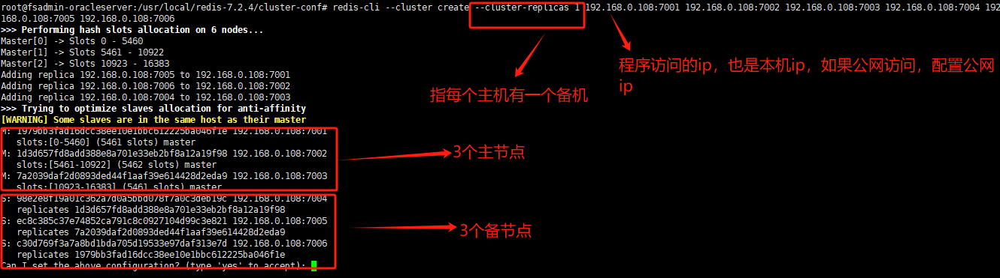 root@fsadmin-oracleserver:/usr/local/redis-7.2.4/cluster-conf# redis-cli --cluster create --cluster-replicas 1 192.168.0.108:7001 192.168.0.108:7002 192.168.0.108:7003 192.168.0.108:7004 192.
168.0.108:7005 192.168.0.108:7006
>>> Performing hash slots allocation on 6 nodes...
Master[0] -> Slots 0 - 5460
Master[1] -> Slots 5461 - 10922
Master[2] -> Slots 10923 - 16383
Adding replica 192.168.0.108:7005 to 192.168.0.108:7001
Adding replica 192.168.0.108:7006 to 192.168.0.108:7002
Adding replica 192.168.0.108:7004 to 192.168.0.108:7003
>>> Trying to optimize slaves allocation for anti-affinity
[WARNING] Some slaves are in the same host as their master
M: 1979bb3fad16dcc38ee10e1bbc612225ba046f1e 192.168.0.108:7001
slots:[0-5460] (5461 slots) master
M: 1d3d657fd8add388e8a701e33eb2bf8a12a19f98 192.168.0.108:7002
slots:[5461-10922] (5462 slots) master
M: 7a2039daf2d0893ded44f1aaf39e614428d2eda9 192.168.0.108:7003
slots:[10923-16383] (5461 slots) master
S: 98e2e8f19a01c362a7d0a5bbd078f7a0c3deb19c 192.168.0.108:7004
replicates 1d3d657fd8add388e8a701e33eb2bf8a12a19f98
S: ec8c385c37e74852ca791c8c0927104d99c3e821 192.168.0.108:7005
replicates 7a2039daf2d0893ded44f1aaf39e614428d2eda9
S: c30d769f3a7a8bd1bda705d19533e97daf313e7d 192.168.0.108:7006
replicates 1979bb3fad16dcc38ee10e1bbc612225ba046f1e
Can I set the above configuration? (type 'yes' to accept):
程序访问的ip，也是本机ip，如果公网访问，配置公网
ip
指每个主机有一个备机
3个主节点
3个备节点